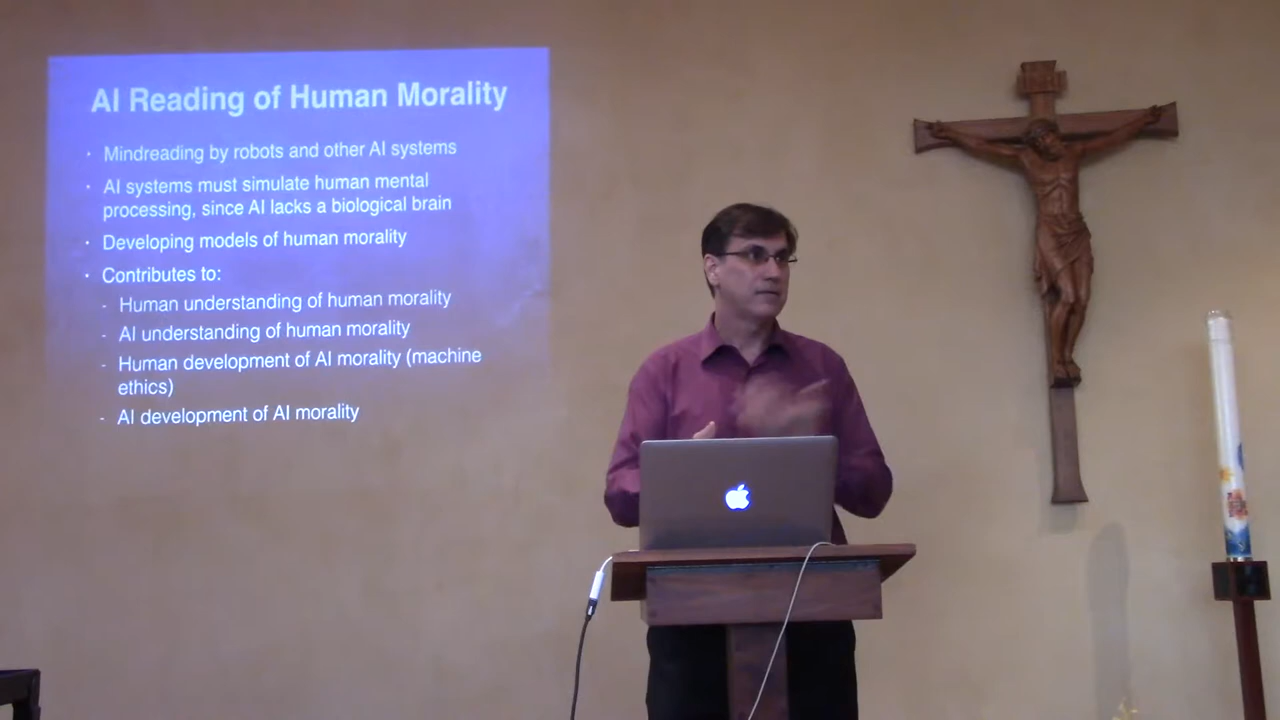 AI Reading of Human Morality
· Mindreading by robots and other AI systems
· AI systems must simulate human mental
processing, since AI lacks a biological brain
· Developing models of human morality
· Contributes to:
- Human understanding of human morality
- AI understanding of human morality
- Human development of AI morality (machine
ethics)
- AI development of AI morality